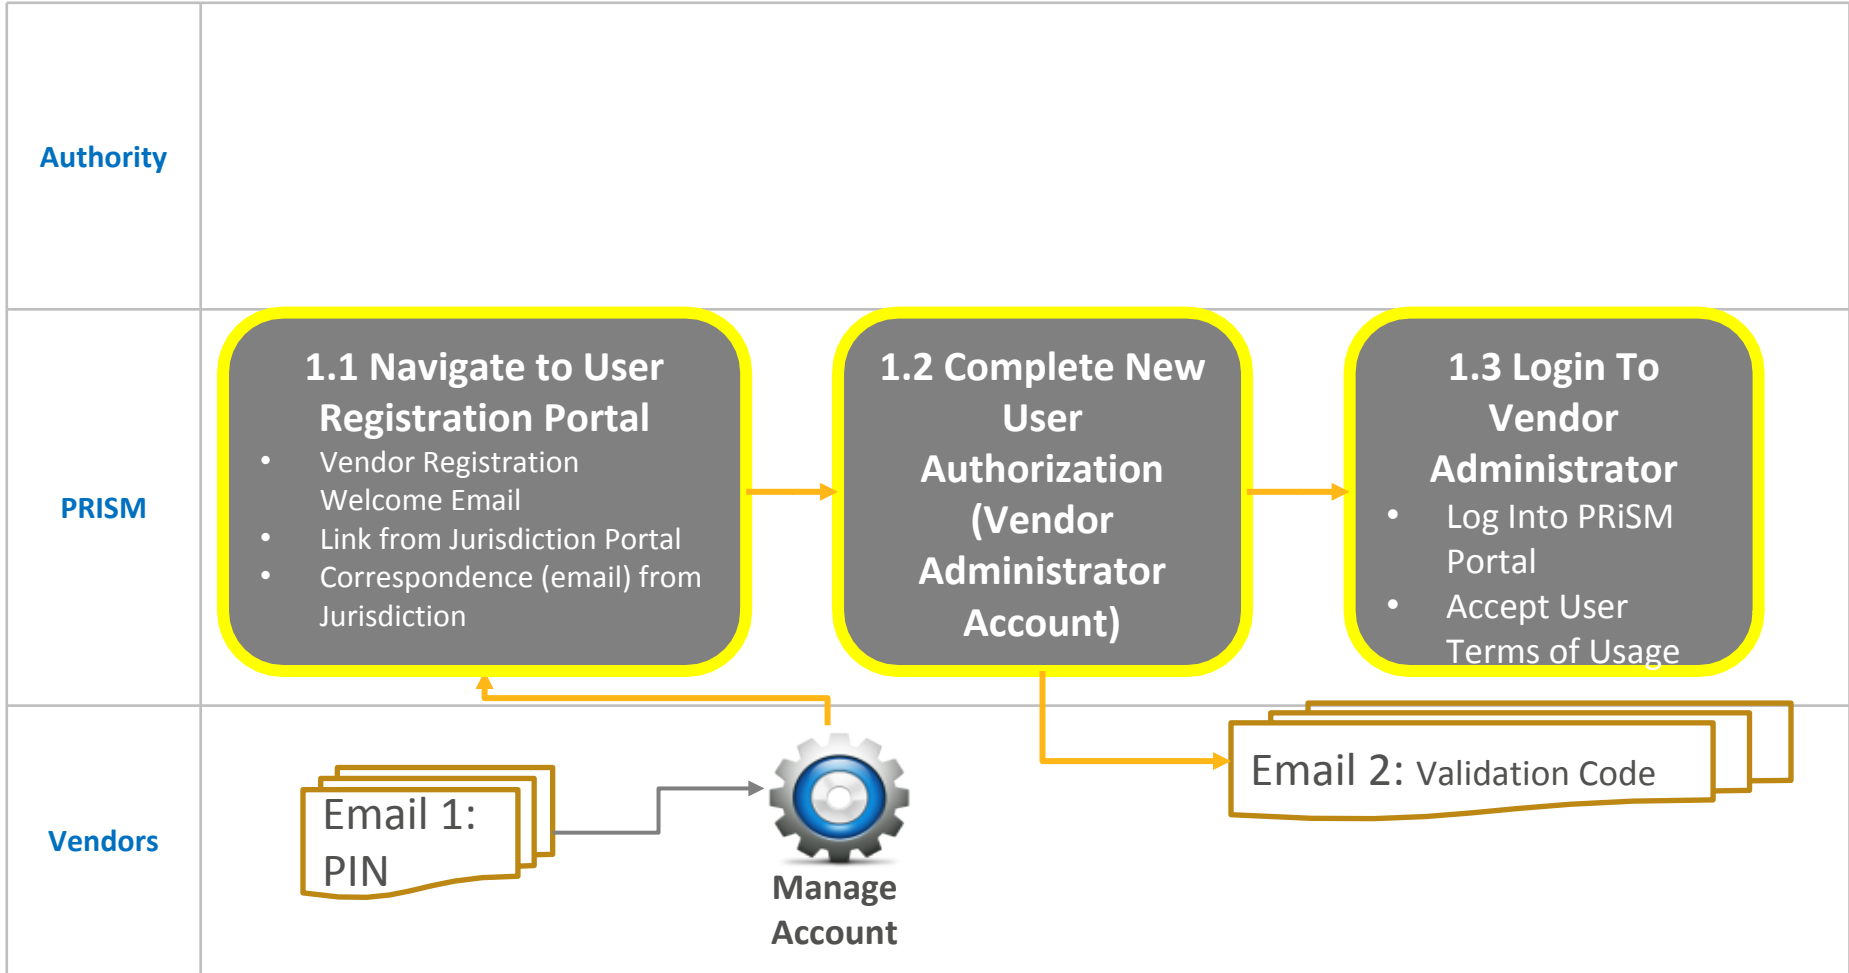 Authority
PRISM
1.1 Navigate to User
Registration Portal
• Vendor Registration
Welcome Email
• Link from Jurisdiction Portal
• Correspondence (email) from
Jurisdiction
1.2 Complete New
User
Authorization
(Vendor
Administrator
Account)
1.3 Login To
Vendor
Administrator
• Log Into PRiSM
Portal
• Accept User
Terms of Usage
Vendors
Email 1:
PIN
Manage
Account
Email 2: Validation Code